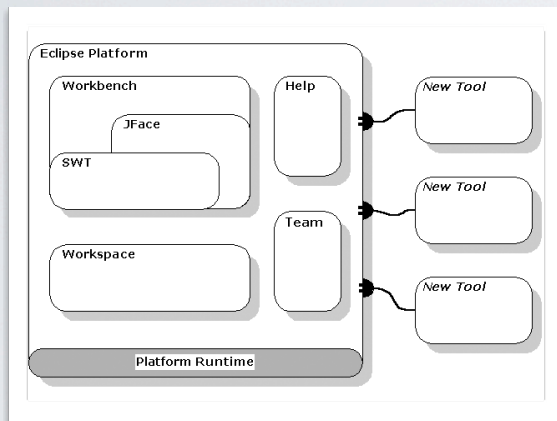 Eclipse Platform
Workbench
JFace
SWT
Workspace
Help
Team
Platform Runtime
New Tool
New Tool
New Tool